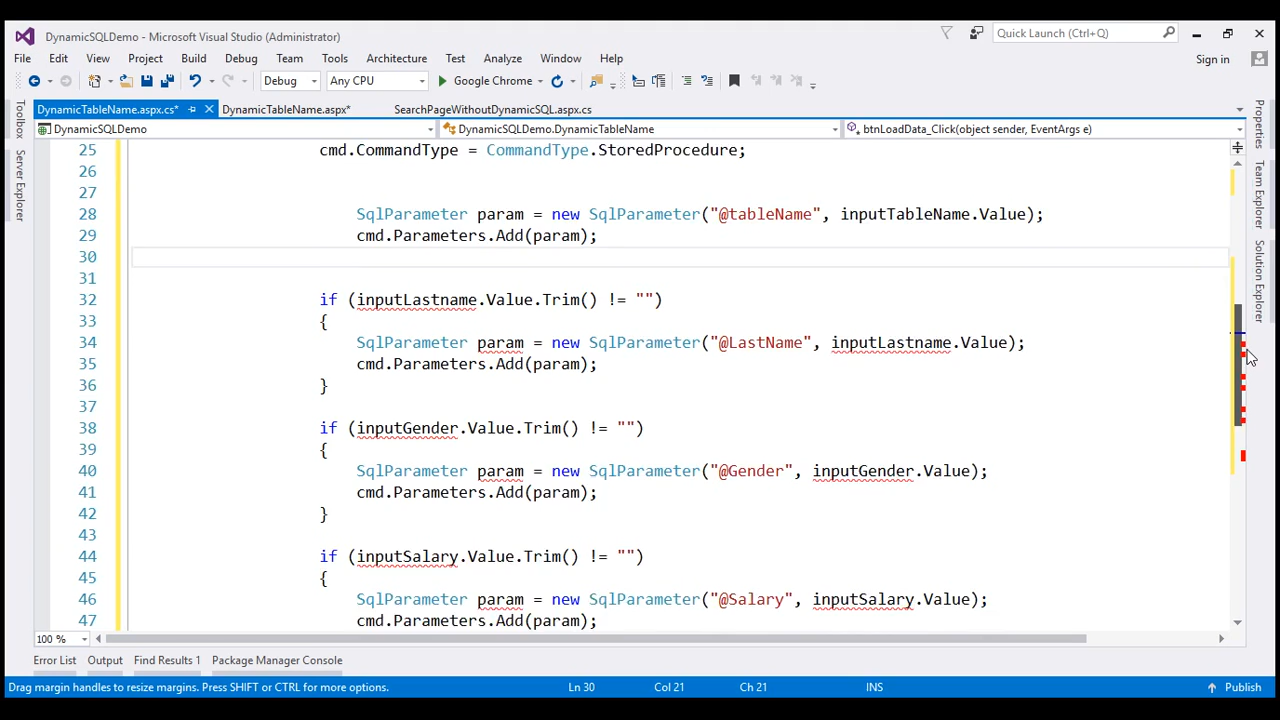 DynamicSQLDemo - Microsoft Visual Studio (Administrator)
Quick Launch (Ctrl+Q)
File Edit View Project Build Debug Team Tools Architecture Test Analyze Window Help
Sign in
Debug Any CPU Google Chrome
DynamicTableName.aspx.cs* DynamicTableName.aspx* SearchPageWithoutDynamicSQL.aspx.cs
DynamicSQLDemo DynamicSQLDemo.DynamicTableName btnLoadData_Click(object sender, EventArgs e)
Toolbox
Server Explorer
Properties
Team Explorer
Solution Explorer
25 cmd.CommandType = CommandType.StoredProcedure;
26
27
28 SqlParameter param = new SqlParameter("@tableName", inputTableName.Value);
29 cmd.Parameters.Add(param);
30
31
32 if (inputLastname.Value.Trim() != "")
33 {
34 SqlParameter param = new SqlParameter("@LastName", inputLastname.Value);
35 cmd.Parameters.Add(param);
36 }
37
38 if (inputGender.Value.Trim() != "")
39 {
40 SqlParameter param = new SqlParameter("@Gender", inputGender.Value);
41 cmd.Parameters.Add(param);
42 }
43
44 if (inputSalary.Value.Trim() != "")
45 {
46 SqlParameter param = new SqlParameter("@Salary", inputSalary.Value);
47 cmd.Parameters.Add(param);
100 %
Error List Output Find Results 1 Package Manager Console
Drag margin handles to resize margins. Press SHIFT or CTRL for more options. Ln 30 Col 21 Ch 21 INS Publish